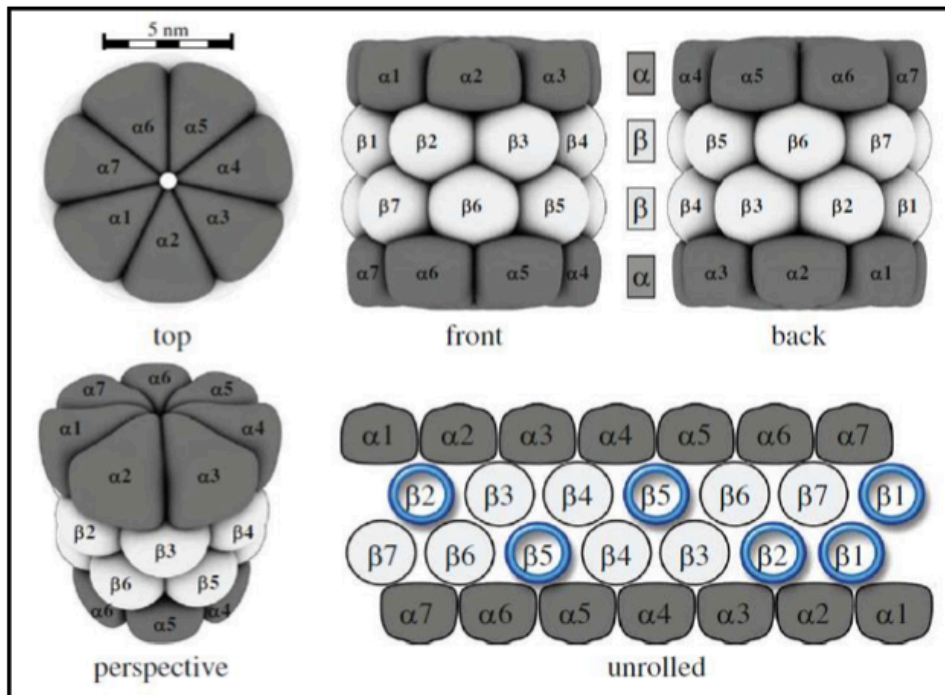 5 nm
α6 α5
α7 α4
α1 α3
α2
top
α1 α2 α3
β1 β2 β3 β4
β7 β6 β5
α7 α6 α5 α4
front
α
β
β
α
α4 α5 α6 α7
β5 β6 β7
β4 β3 β2 β1
α3 α2 α1
back
α7 α6 α5
α1 α4
α2 α3
β2 β4
β3
β6 β5
α6 α5 α4
perspective
α1 α2 α3 α4 α5 α6 α7
β2 β3 β4 β5 β6 β7 β1
β7 β6 β5 β4 β3 β2 β1
α7 α6 α5 α4 α3 α2 α1
unrolled